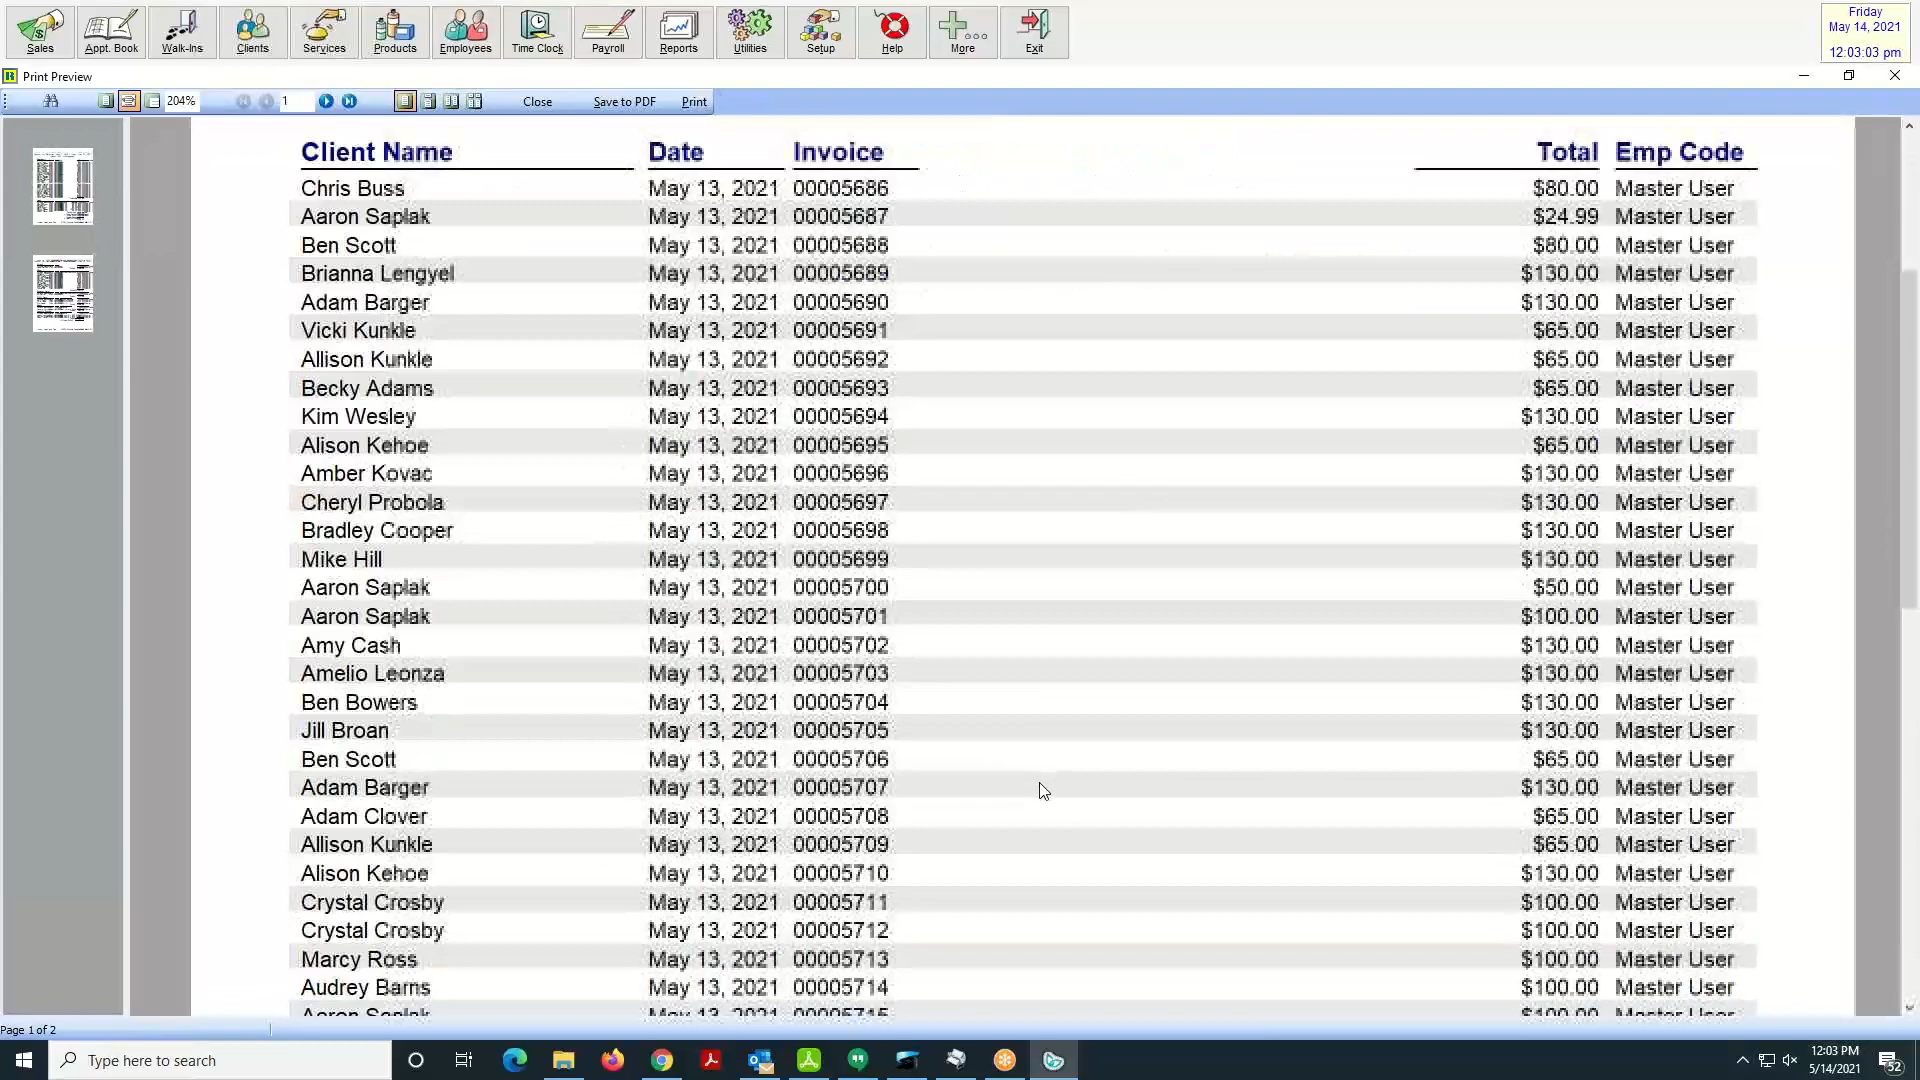 Sales Appt. Book Walk-Ins Clients Services Products Employees Time Clock Payroll Reports Utilities Setup Help More Exit
Friday
May 14, 2021
12:03:03 pm
Print Preview
204% 1 Close Save to PDF Print
Client Name Date Invoice Total Emp Code
Chris Buss May 13, 2021 00005686 $80.00 Master User
Aaron Saplak May 13, 2021 00005687 $24.99 Master User
Ben Scott May 13, 2021 00005688 $80.00 Master User
Brianna Lengyel May 13, 2021 00005689 $130.00 Master User
Adam Barger May 13, 2021 00005690 $130.00 Master User
Vicki Kunkle May 13, 2021 00005691 $65.00 Master User
Allison Kunkle May 13, 2021 00005692 $65.00 Master User
Becky Adams May 13, 2021 00005693 $65.00 Master User
Kim Wesley May 13, 2021 00005694 $130.00 Master User
Alison Kehoe May 13, 2021 00005695 $65.00 Master User
Amber Kovac May 13, 2021 00005696 $130.00 Master User
Cheryl Probola May 13, 2021 00005697 $130.00 Master User
Bradley Cooper May 13, 2021 00005698 $130.00 Master User
Mike Hill May 13, 2021 00005699 $130.00 Master User
Aaron Saplak May 13, 2021 00005700 $50.00 Master User
Aaron Saplak May 13, 2021 00005701 $100.00 Master User
Amy Cash May 13, 2021 00005702 $130.00 Master User
Amelio Leonza May 13, 2021 00005703 $130.00 Master User
Ben Bowers May 13, 2021 00005704 $130.00 Master User
Jill Broan May 13, 2021 00005705 $130.00 Master User
Ben Scott May 13, 2021 00005706 $65.00 Master User
Adam Barger May 13, 2021 00005707 $130.00 Master User
Adam Clover May 13, 2021 00005708 $65.00 Master User
Allison Kunkle May 13, 2021 00005709 $65.00 Master User
Alison Kehoe May 13, 2021 00005710 $130.00 Master User
Crystal Crosby May 13, 2021 00005711 $100.00 Master User
Crystal Crosby May 13, 2021 00005712 $100.00 Master User
Marcy Ross May 13, 2021 00005713 $100.00 Master User
Audrey Barns May 13, 2021 00005714 $100.00 Master User
Aaron Saplak May 13, 2021 00005715 $100.00 Master User
Page 1 of 2
Type here to search
12:03 PM
5/14/2021
52